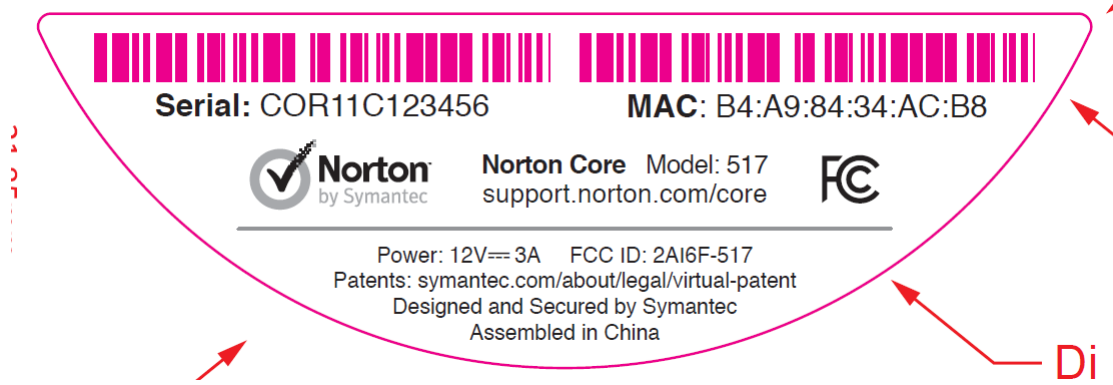 Serial: COR11C123456
MAC: B4:A9:84:34:AC:B8
Norton
by Symantec
Norton Core Model: 517
support.norton.com/core
FC
Power: 12V⎓3A FCC ID: 2AI6F-517
Patents: symantec.com/about/legal/virtual-patent
Designed and Secured by Symantec
Assembled in China
Di